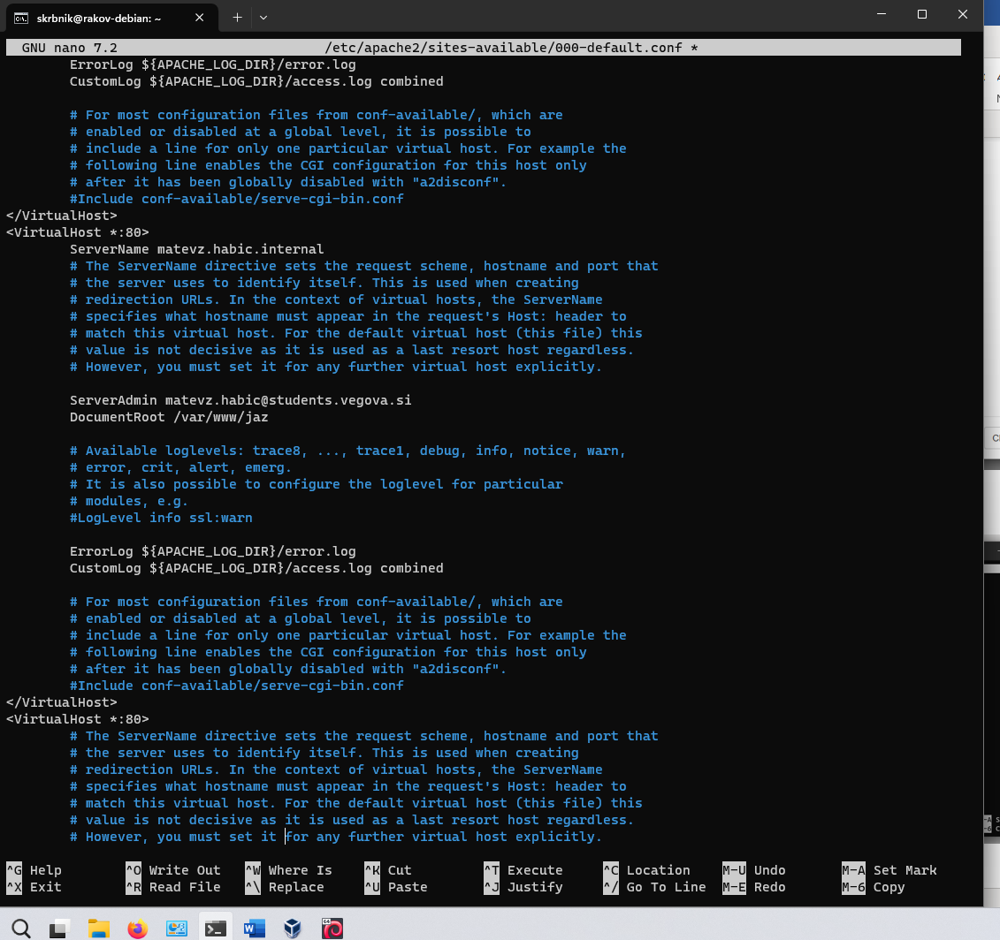 skrbnik@rakov-debian: ~
GNU nano 7.2 /etc/apache2/sites-available/000-default.conf *
ErrorLog ${APACHE_LOG_DIR}/error.log
CustomLog ${APACHE_LOG_DIR}/access.log combined
# For most configuration files from conf-available/, which are
# enabled or disabled at a global level, it is possible to
# include a line for only one particular virtual host. For example the
# following line enables the CGI configuration for this host only
# after it has been globally disabled with "a2disconf".
#Include conf-available/serve-cgi-bin.conf
</VirtualHost>
<VirtualHost *:80>
ServerName matevz.habic.internal
# The ServerName directive sets the request scheme, hostname and port that
# the server uses to identify itself. This is used when creating
# redirection URLs. In the context of virtual hosts, the ServerName
# specifies what hostname must appear in the request's Host: header to
# match this virtual host. For the default virtual host (this file) this
# value is not decisive as it is used as a last resort host regardless.
# However, you must set it for any further virtual host explicitly.
ServerAdmin matevz.habic@students.vegova.si
DocumentRoot /var/www/jaz
# Available loglevels: trace8, ..., trace1, debug, info, notice, warn,
# error, crit, alert, emerg.
# It is also possible to configure the loglevel for particular
# modules, e.g.
#LogLevel info ssl:warn
ErrorLog ${APACHE_LOG_DIR}/error.log
CustomLog ${APACHE_LOG_DIR}/access.log combined
# For most configuration files from conf-available/, which are
# enabled or disabled at a global level, it is possible to
# include a line for only one particular virtual host. For example the
# following line enables the CGI configuration for this host only
# after it has been globally disabled with "a2disconf".
#Include conf-available/serve-cgi-bin.conf
</VirtualHost>
<VirtualHost *:80>
# The ServerName directive sets the request scheme, hostname and port that
# the server uses to identify itself. This is used when creating
# redirection URLs. In the context of virtual hosts, the ServerName
# specifies what hostname must appear in the request's Host: header to
# match this virtual host. For the default virtual host (this file) this
# value is not decisive as it is used as a last resort host regardless.
# However, you must set it for any further virtual host explicitly.
^G Help ^O Write Out ^W Where Is ^K Cut ^T Execute ^C Location M-U Undo M-A Set Mark
^X Exit ^R Read File ^\ Replace ^U Paste ^J Justify ^/ Go To Line M-E Redo M-6 Copy